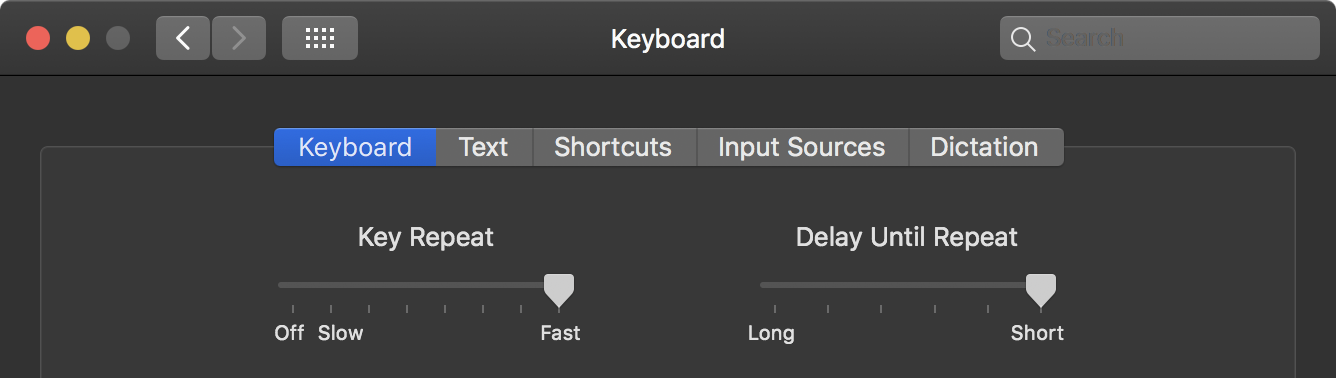 Keyboard
Search
Keyboard Text Shortcuts Input Sources Dictation
Key Repeat Delay Until Repeat
Off Slow Fast Long Short